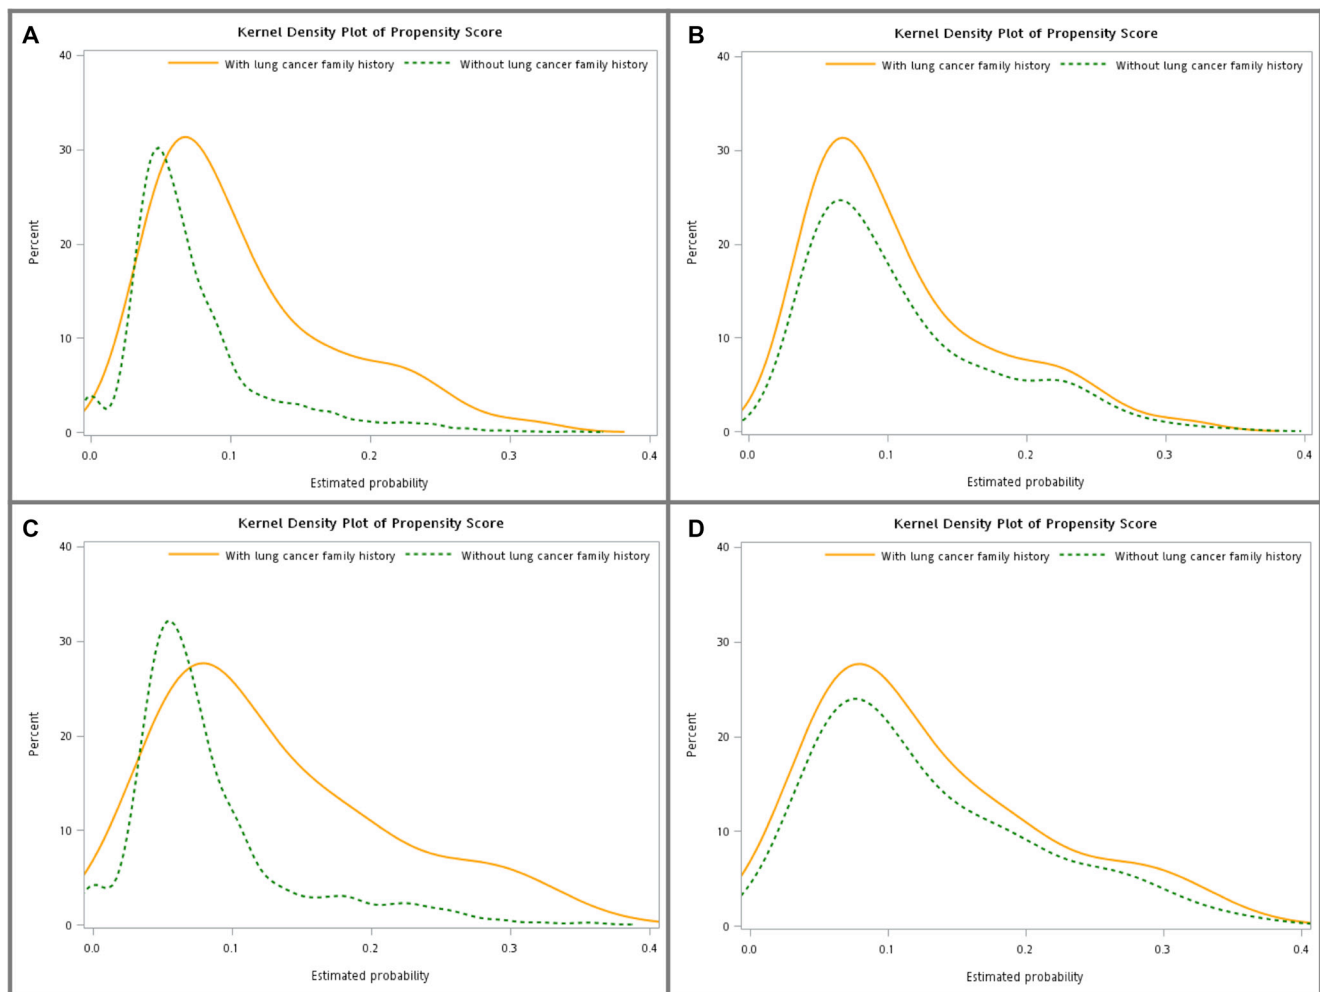 A
Kernel Density Plot of Propensity Score
With lung cancer family history Without lung cancer family history
40
30
20
10
0
Percent
0.0 0.1 0.2 0.3 0.4
Estimated probability
B
Kernel Density Plot of Propensity Score
With lung cancer family history Without lung cancer family history
40
30
20
10
0
Percent
0.0 0.1 0.2 0.3 0.4
Estimated probability
C
Kernel Density Plot of Propensity Score
With lung cancer family history Without lung cancer family history
40
30
20
10
0
Percent
0.0 0.1 0.2 0.3 0.4
Estimated probability
D
Kernel Density Plot of Propensity Score
With lung cancer family history Without lung cancer family history
40
30
20
10
0
Percent
0.0 0.1 0.2 0.3 0.4
Estimated probability